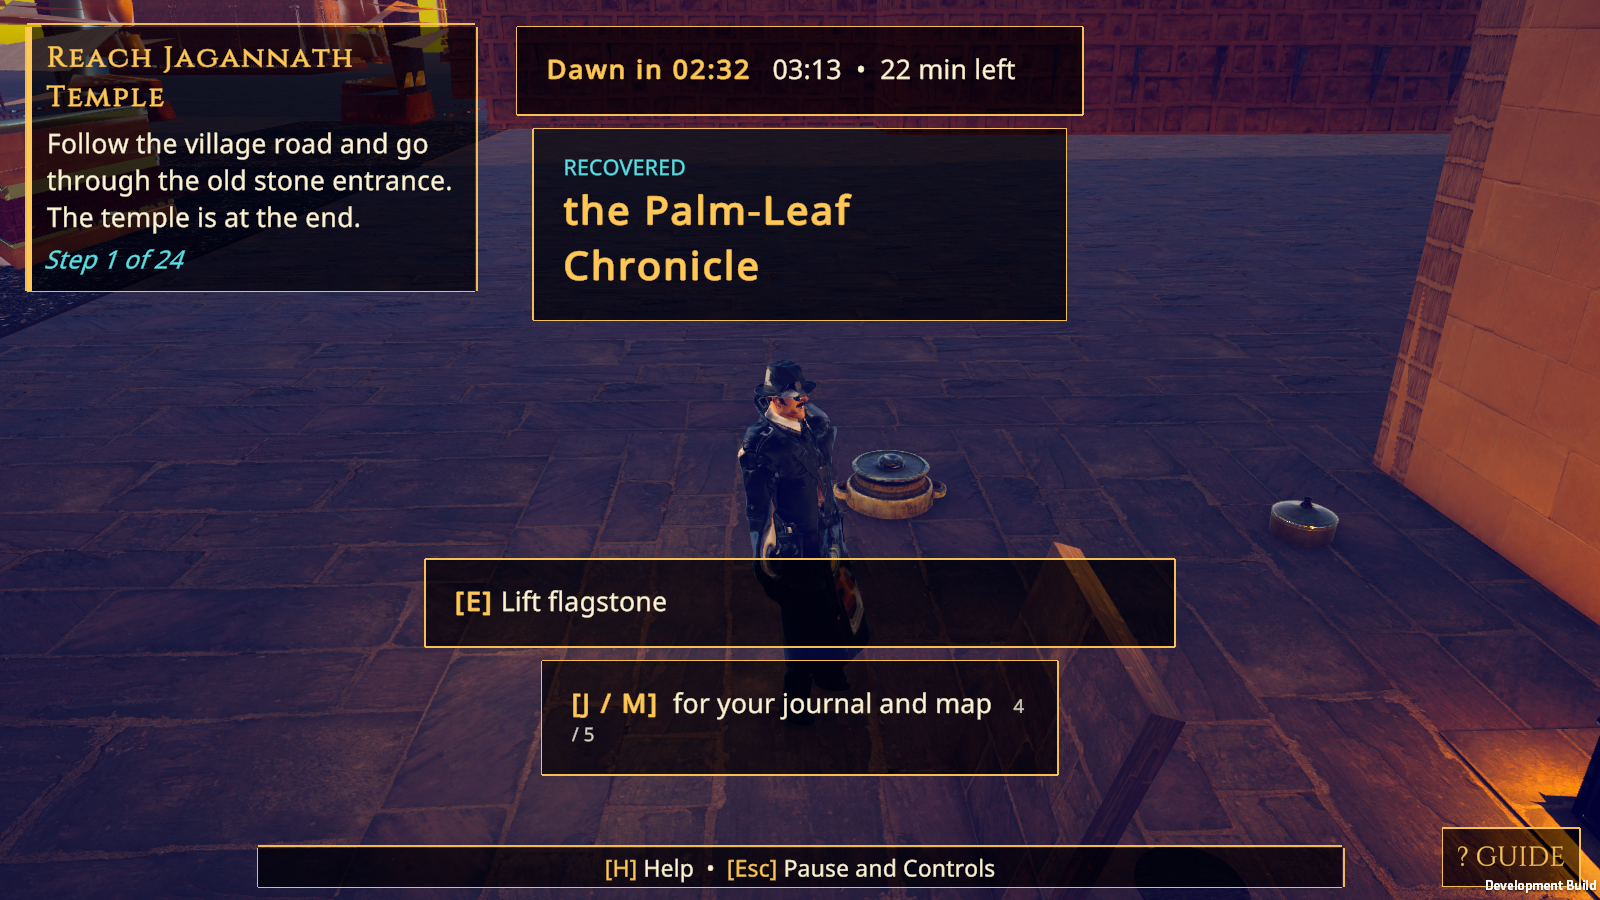 REACH JAGANNATH
TEMPLE
Follow the village road and go
through the old stone entrance.
The temple is at the end.
Step 1 of 24
Dawn in 02:32 03:13 • 22 min left
RECOVERED
the Palm-Leaf
Chronicle
[E] Lift flagstone
[J / M] for your journal and map 4
/ 5
[H] Help • [Esc] Pause and Controls
? GUIDE
Development Build